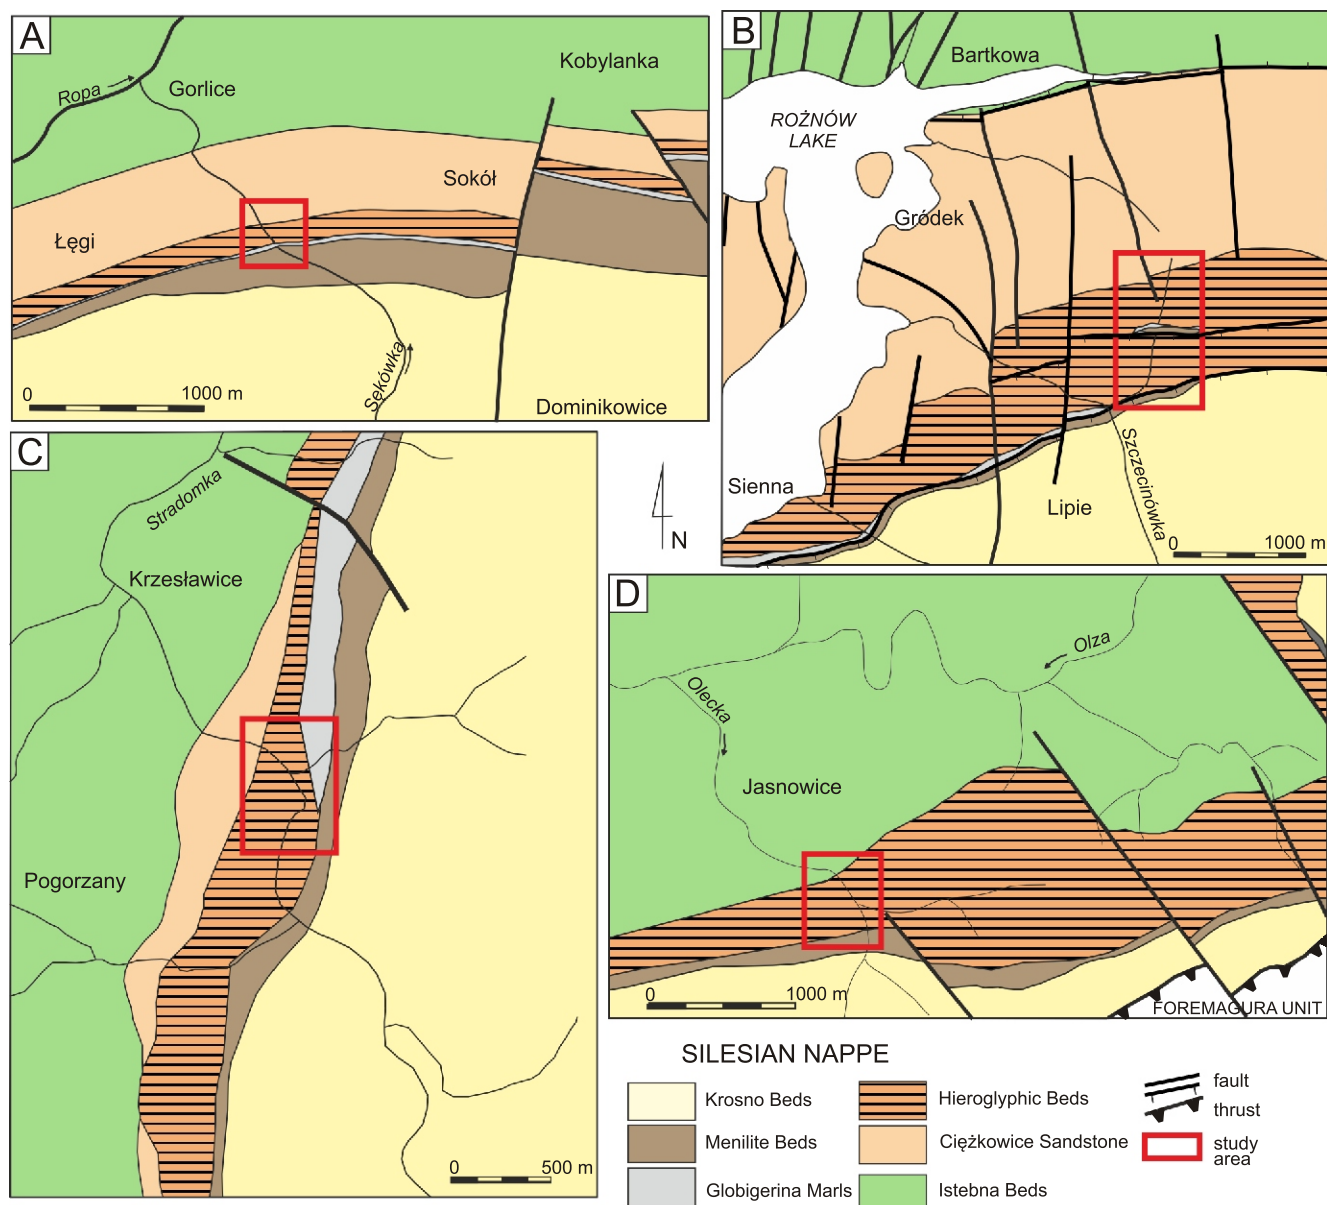 A
Kobylanka
Ropa
Gorlice
Sokół
Łęgi
Sękówka
0 1000 m
Dominikowice
B
Bartkowa
ROŻNÓW
LAKE
Gródek
Sienna
Lipie
Szczecinówka
0 1000 m
C
Stradomka
Krzesławice
Pogorzany
0 500 m
N
D
Olza
Olecka
Jasnowice
0 1000 m
FOREMAGURA UNIT
SILESIAN NAPPE
Krosno Beds
Menilite Beds
Globigerina Marls
Hieroglyphic Beds
Ciężkowice Sandstone
Istebna Beds
fault
thrust
study
area